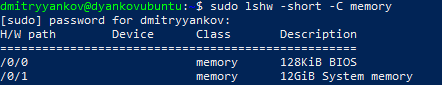 dmitryyankov@dyankovubuntu: $ sudo lshw -short -C memory
[sudo] password for dmitryyankov:
H/W path Device Class Description
================================================
/0/0 memory 128KiB BIOS
/0/1 memory 12GiB System memory